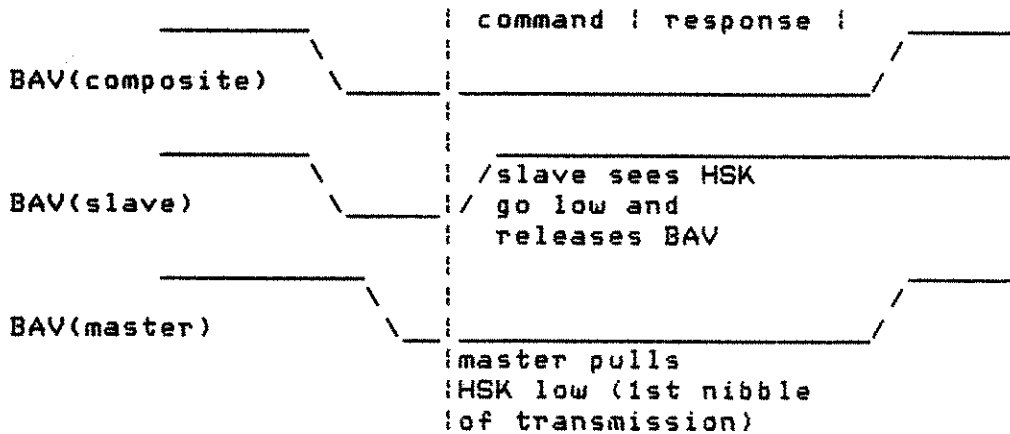 command | response |
BAV(composite)
slave sees HSK
BAV(slave)
go low and
releases BAV
BAV(master)
master pulls
HSK low (1st nibble
of transmission)